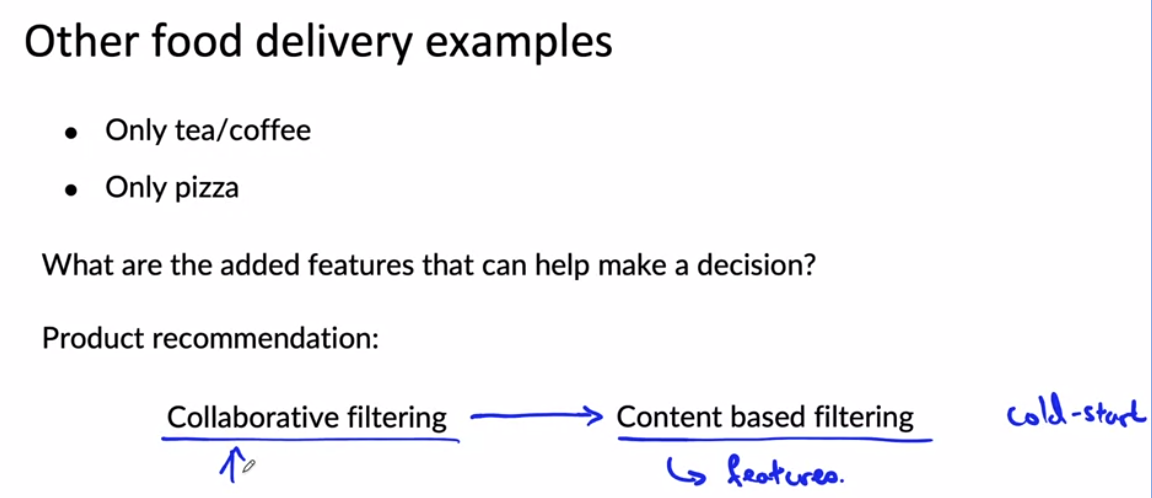 Other food delivery examples
• Only tea/coffee
• Only pizza
What are the added features that can help make a decision?
Product recommendation:
Collaborative filtering → Content based filtering cold-start
↳ features.